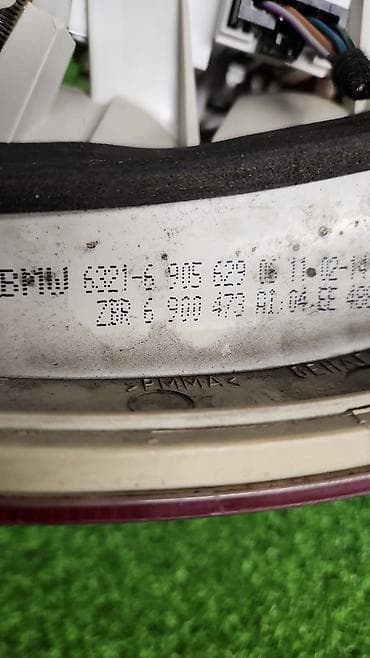 BMW 6321-6 905 629 06 11-02-14
ZBR 6 900 473 A1.04 EE
>PMMA<